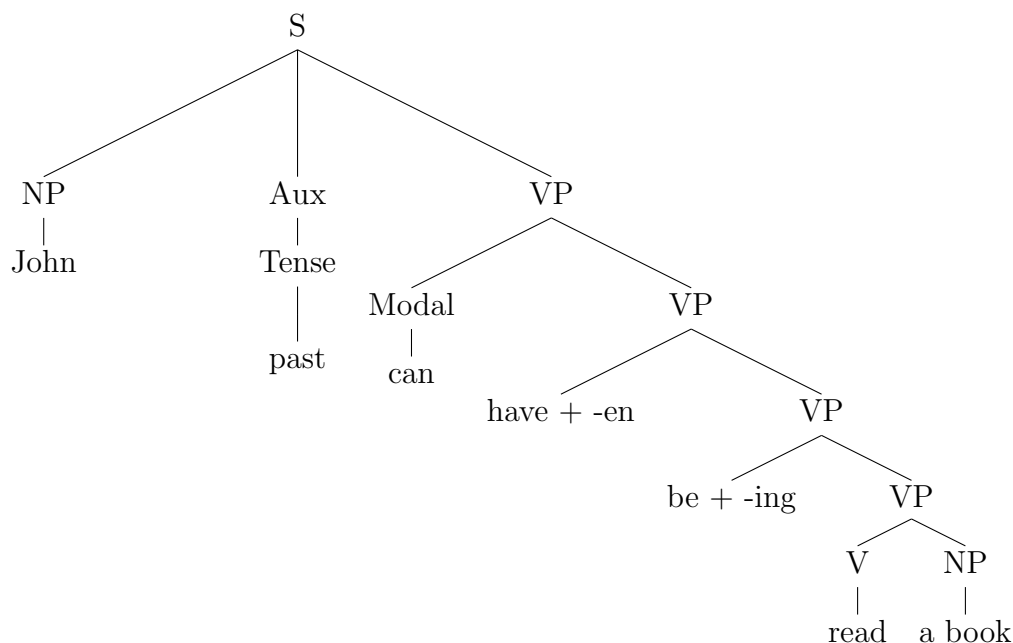 S
NP Aux VP
John Tense
Modal VP
past can
have + -en VP
be + -ing VP
V NP
read a book